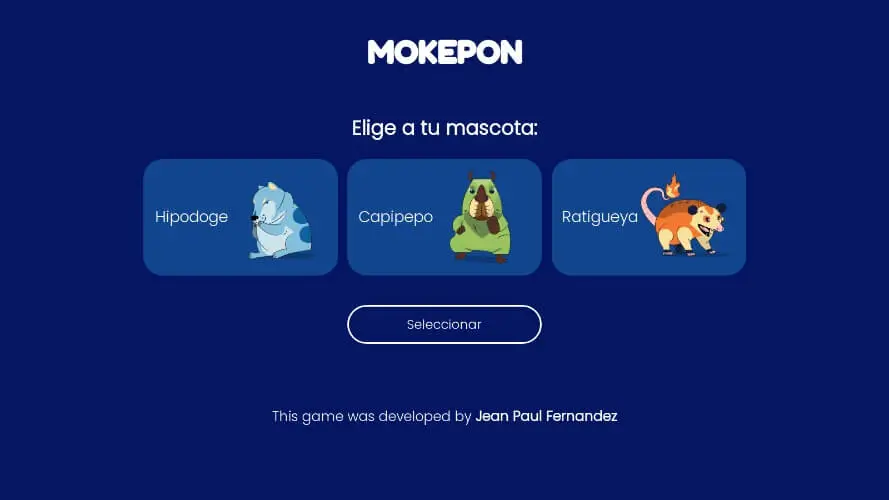 MOKEPON
Elige a tu mascota:
Hipodoge
Capipepo
Ratigueya
Seleccionar
This game was developed by Jean Paul Fernandez